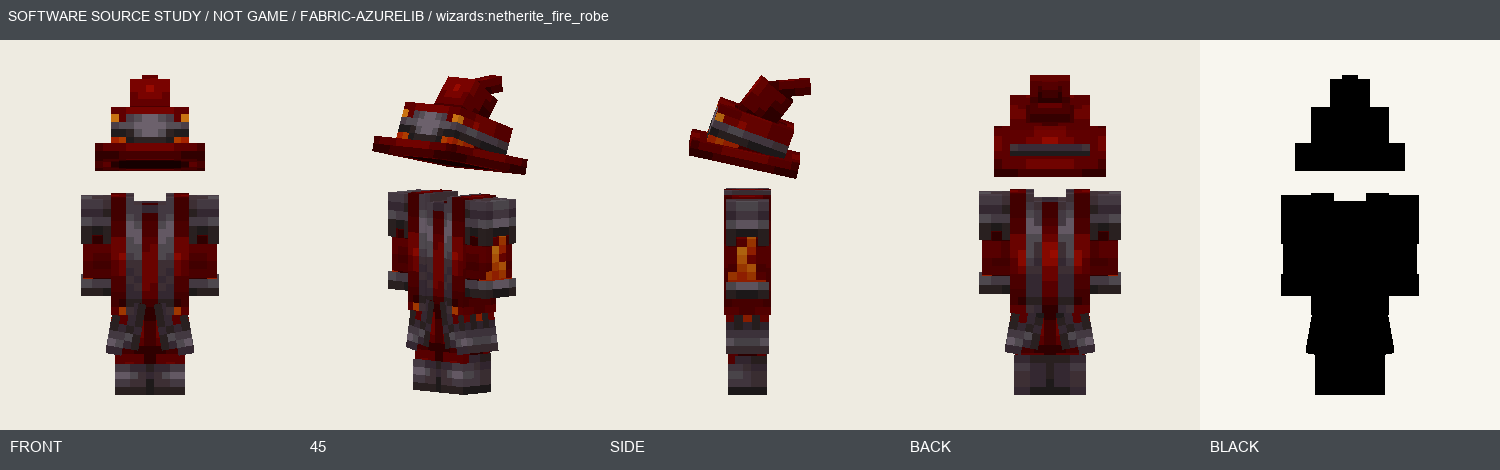 SOFTWARE SOURCE STUDY / NOT GAME / FABRIC-AZURELIB / wizards:netherite_fire_robe
FRONT 45 SIDE BACK BLACK